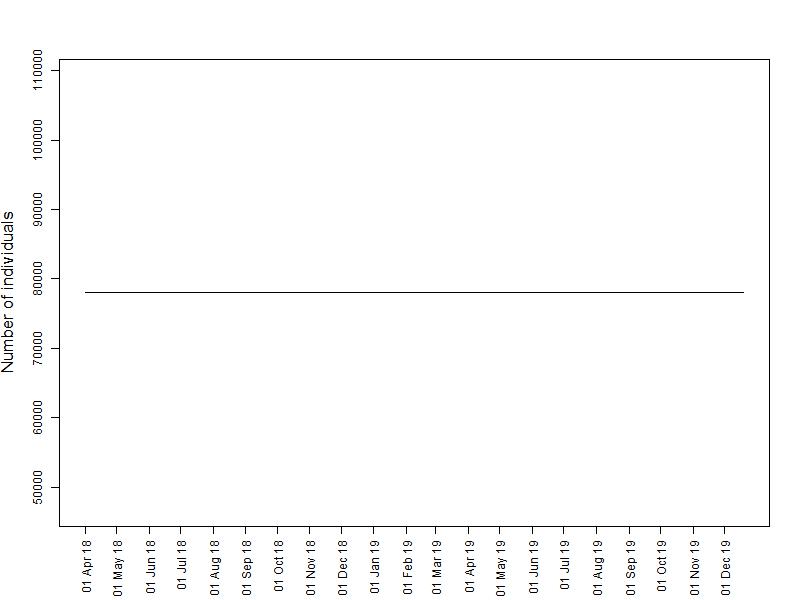 Number of individuals
110000
100000
90000
80000
70000
60000
50000
01 Apr 18
01 May 18
01 Jun 18
01 Jul 18
01 Aug 18
01 Sep 18
01 Oct 18
01 Nov 18
01 Dec 18
01 Jan 19
01 Feb 19
01 Mar 19
01 Apr 19
01 May 19
01 Jun 19
01 Jul 19
01 Aug 19
01 Sep 19
01 Oct 19
01 Nov 19
01 Dec 19